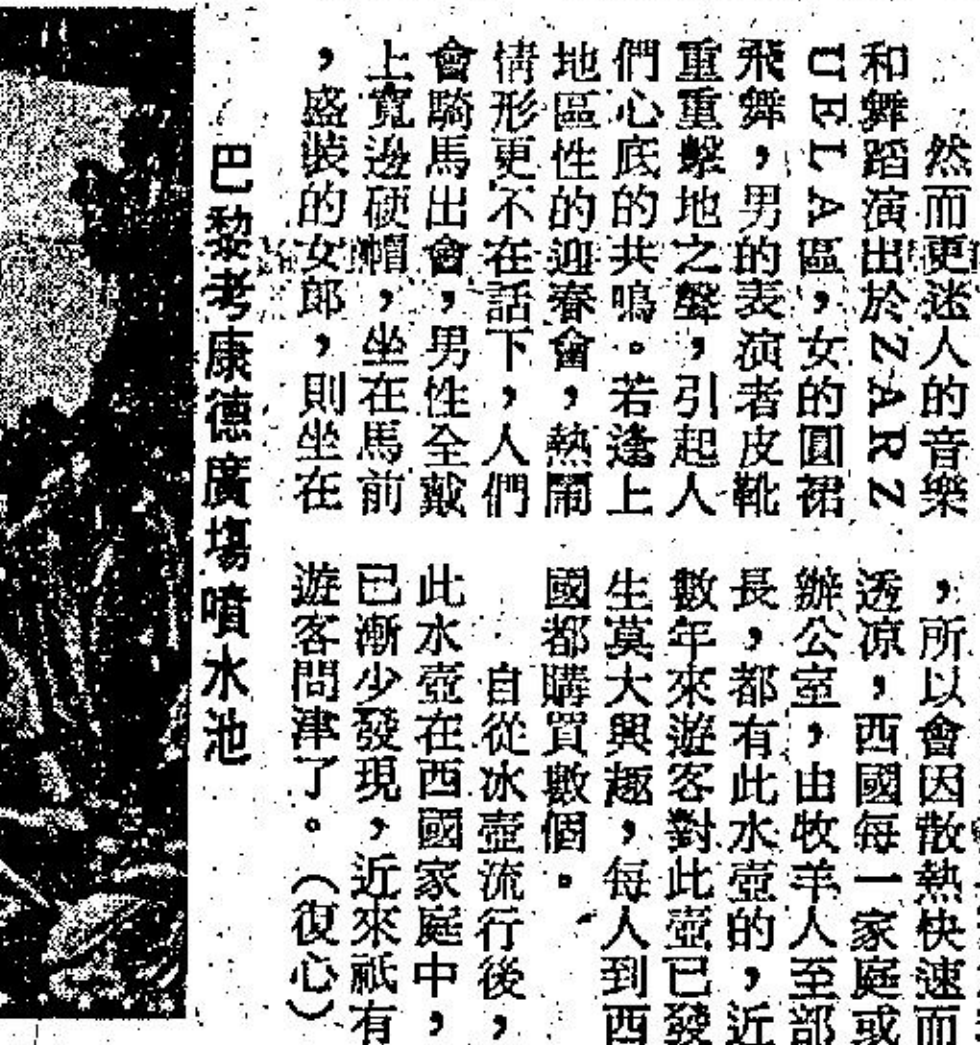 然而更迷人的音樂
和舞蹈演出於ZARZ
UELA區，女的圓裙
飛舞，男的表演者皮靴
重重擊地之聲，引起人
們心底的共鳴。若逢上
地區性的迎春會，熱鬧
情形更不在話下，人們
會騎馬出會，男性全戴
上寬邊硬帽，坐在馬前
，盛裝的女郎，則坐在
，所以會因散熱快速而
透凉，西國每一家庭或
辦公室，由牧羊人至部
長，都有此水壺的，近
數年來遊客對此壺已發
生莫大興趣，每人到西
國都購買數個。
自從冰壺流行後，
此水壺在西國家庭中，
已漸少發現，近來祇有
遊客問津了。（復心）
巴黎考康德廣場噴水池